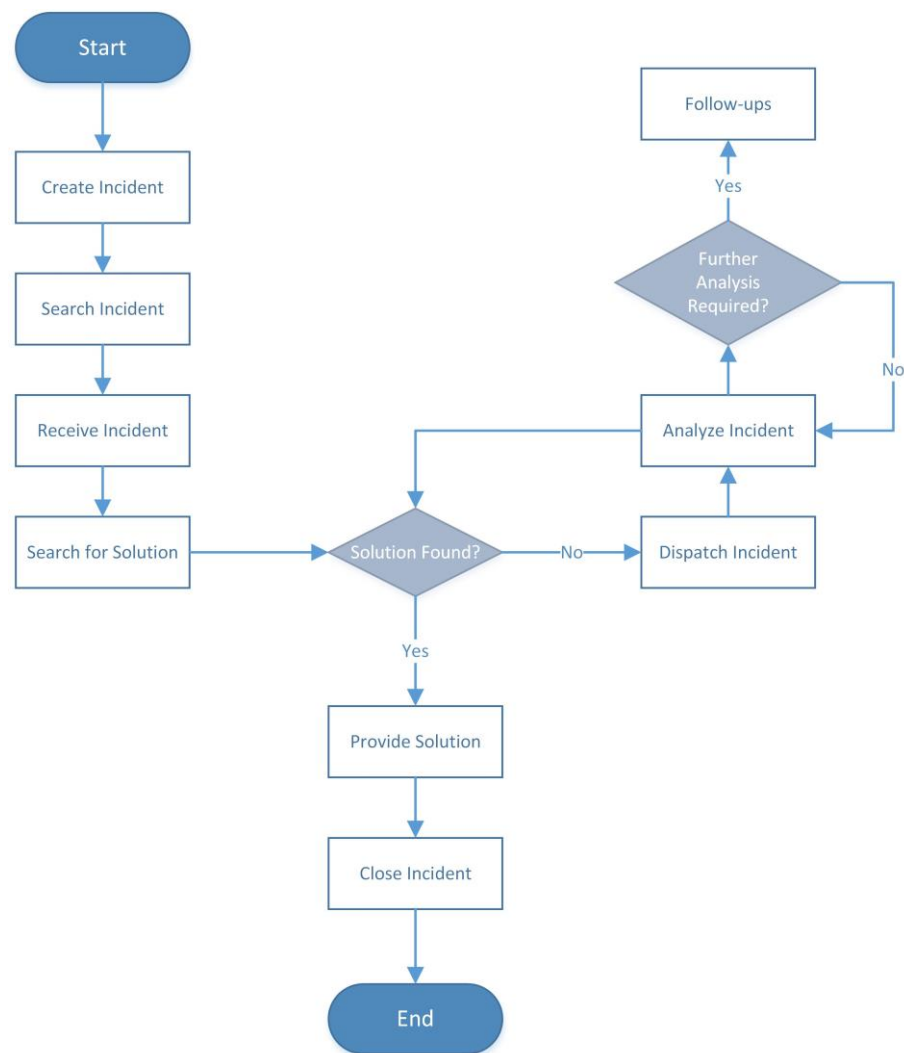 Start
Create Incident
Search Incident
Receive Incident
Search for Solution
Solution Found?
No
Dispatch Incident
Analyze Incident
Further
Analysis
Required?
No
Yes
Follow-ups
Yes
Provide Solution
Close Incident
End